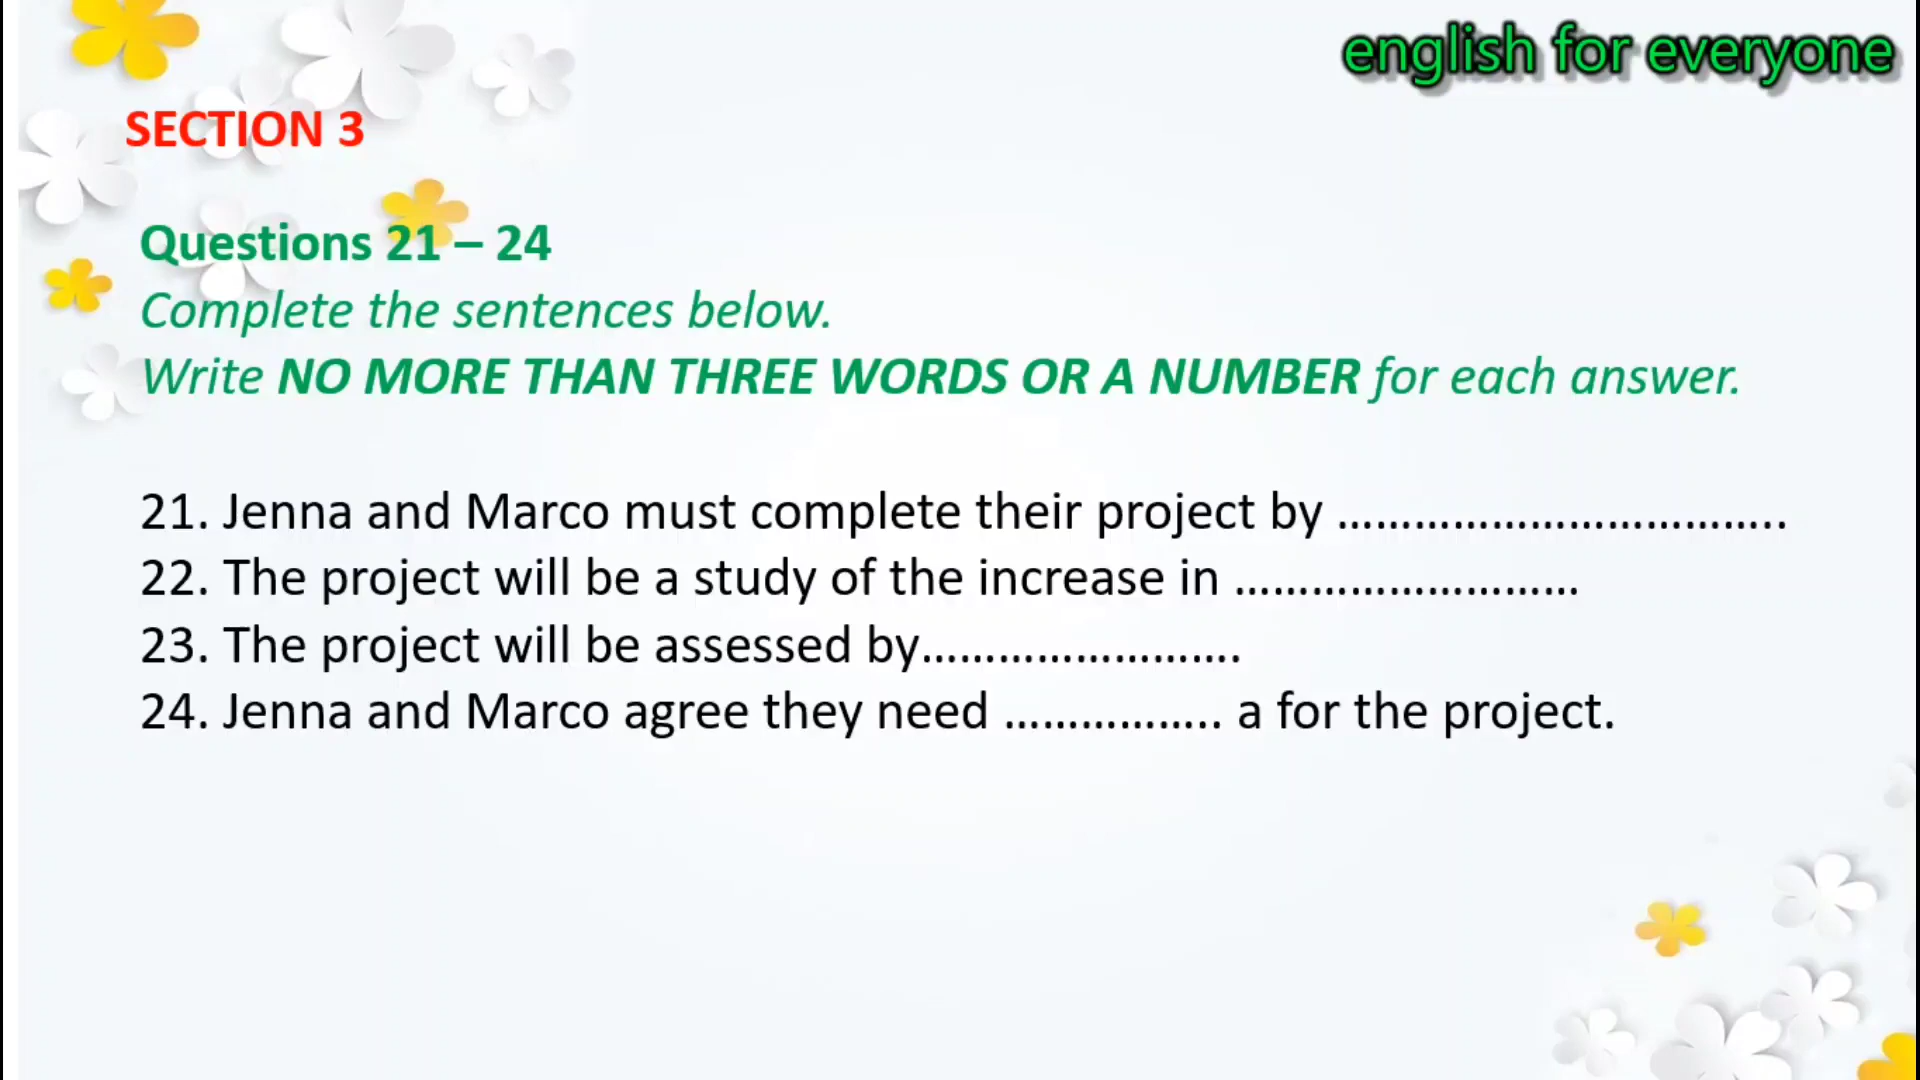 english for everyone
SECTION 3
Questions 21 – 24
Complete the sentences below.
Write NO MORE THAN THREE WORDS OR A NUMBER for each answer.
21. Jenna and Marco must complete their project by ……………………………..
22. The project will be a study of the increase in ………………………
23. The project will be assessed by…………………….
24. Jenna and Marco agree they need …………….. a for the project.